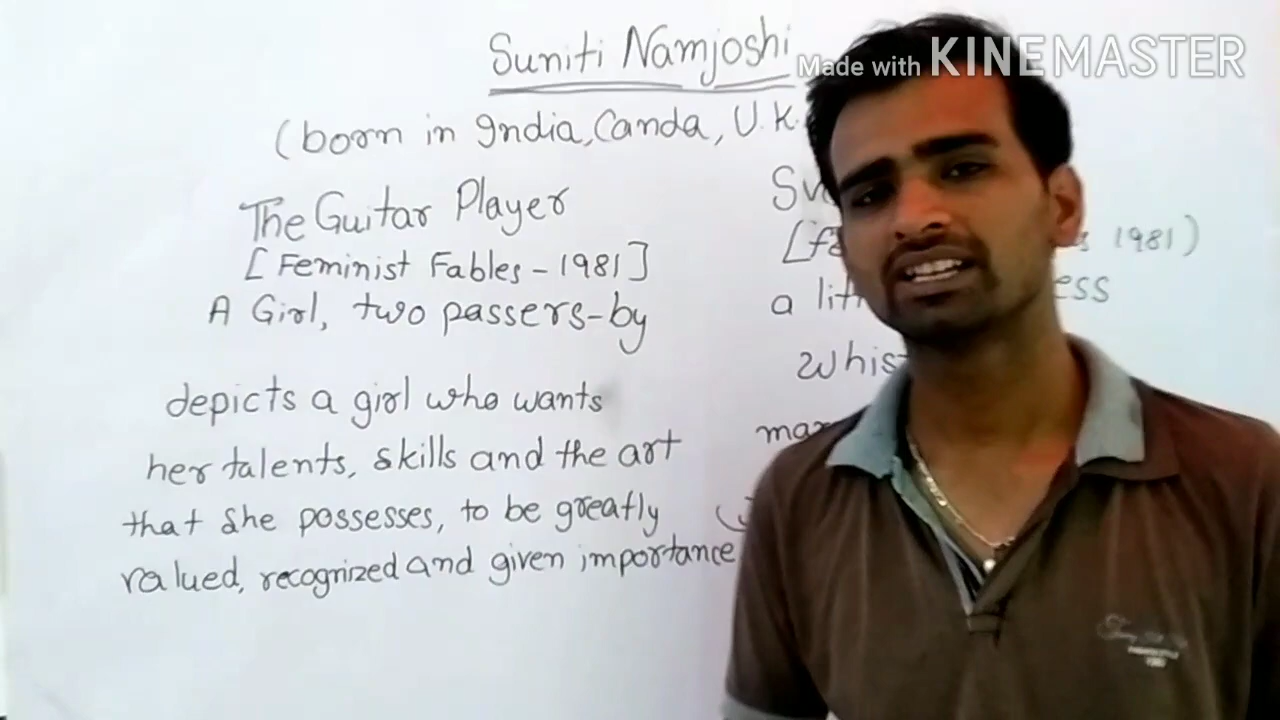 Suniti Namjoshi
Made with KINEMASTER
(born in India, Canda, U.K.
The Guitar Player
[Feminist Fables - 1981]
A Girl, two passers-by
depicts a girl who wants
her talents, skills and the art
that she possesses, to be greatly
valued, recognized and given importance
1981)
a